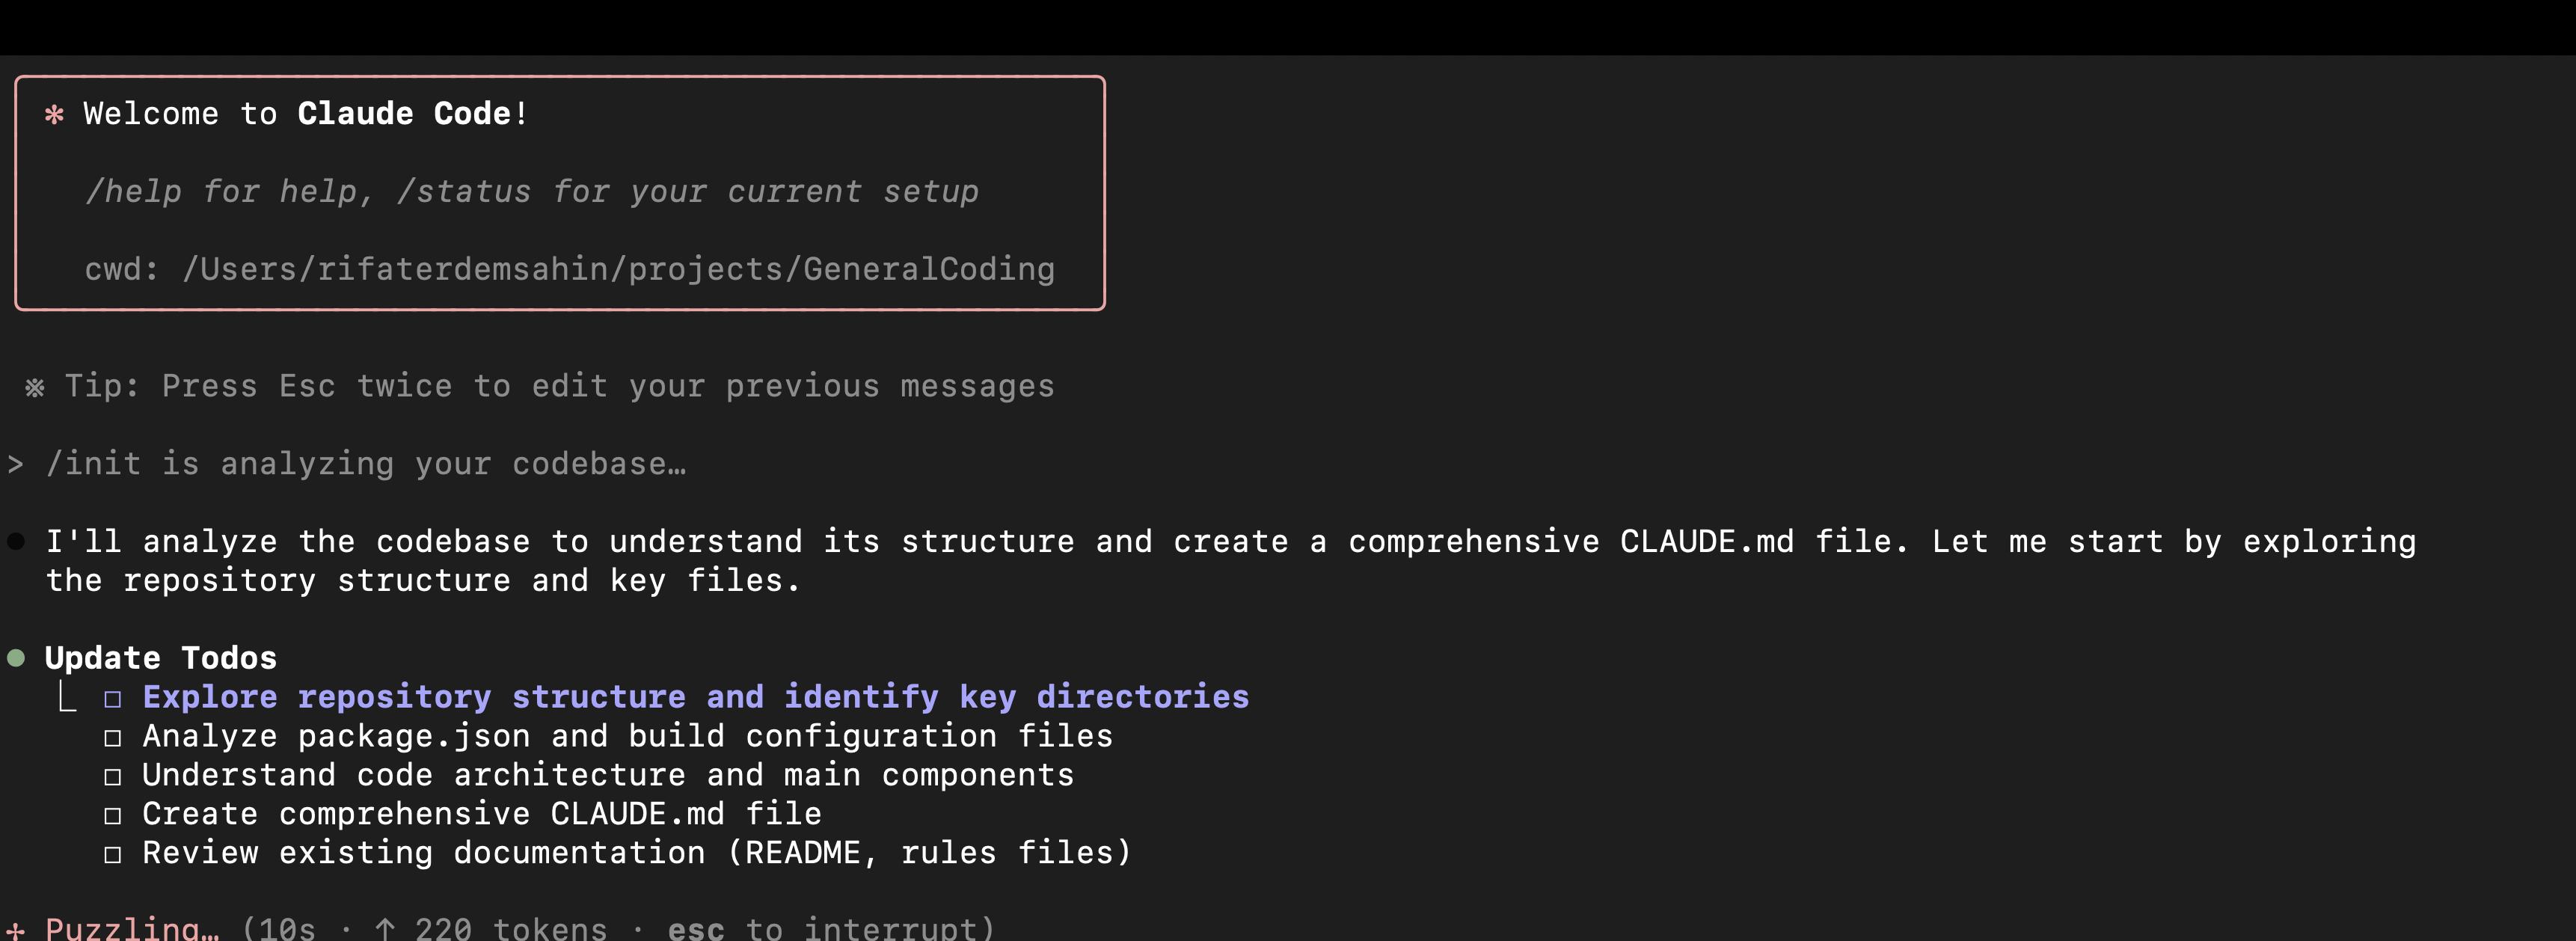 ✻ Welcome to Claude Code!
/help for help, /status for your current setup
cwd: /Users/rifaterdemsahin/projects/GeneralCoding
※ Tip: Press Esc twice to edit your previous messages
> /init is analyzing your codebase…
● I'll analyze the codebase to understand its structure and create a comprehensive CLAUDE.md file. Let me start by exploring
the repository structure and key files.
● Update Todos
⎿ ☐ Explore repository structure and identify key directories
☐ Analyze package.json and build configuration files
☐ Understand code architecture and main components
☐ Create comprehensive CLAUDE.md file
☐ Review existing documentation (README, rules files)
✢ Puzzling… (10s · ↑ 220 tokens · esc to interrupt)